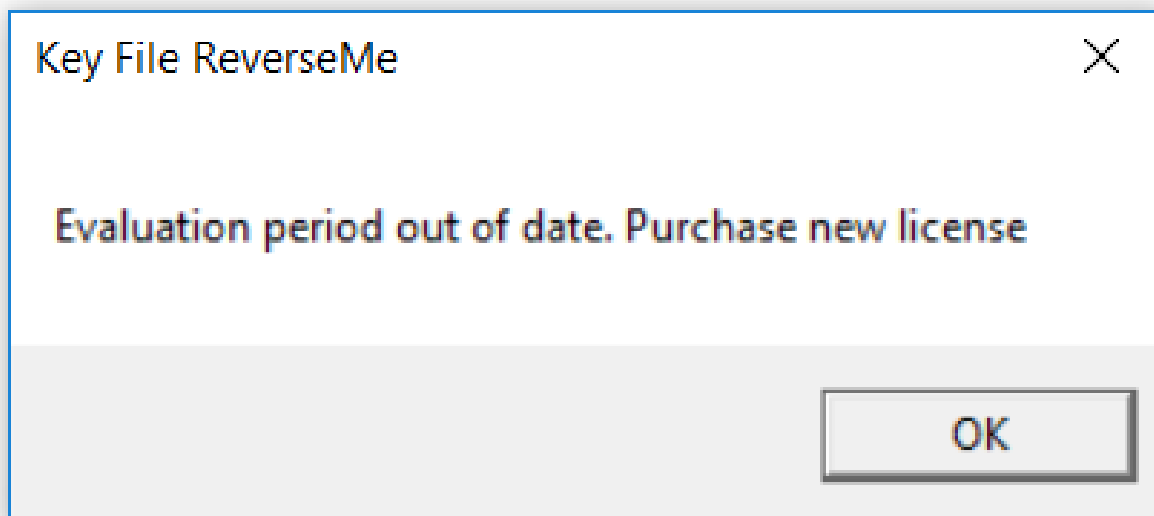 Key File ReverseMe
Evaluation period out of date. Purchase new license
OK